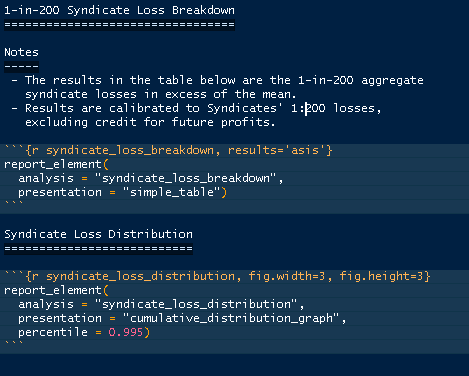 1-in-200 Syndicate Loss Breakdown
==================================
Notes
-----
- The results in the table below are the 1-in-200 aggregate
syndicate losses in excess of the mean.
- Results are calibrated to Syndicates' 1:200 losses,
excluding credit for future profits.
```{r syndicate_loss_breakdown, results='asis'}
report_element(
analysis = "syndicate_loss_breakdown",
presentation = "simple_table")
```
Syndicate Loss Distribution
===========================
```{r syndicate_loss_distribution, fig.width=3, fig.height=3}
report_element(
analysis = "syndicate_loss_distribution",
presentation = "cumulative_distribution_graph",
percentile = 0.995)
```